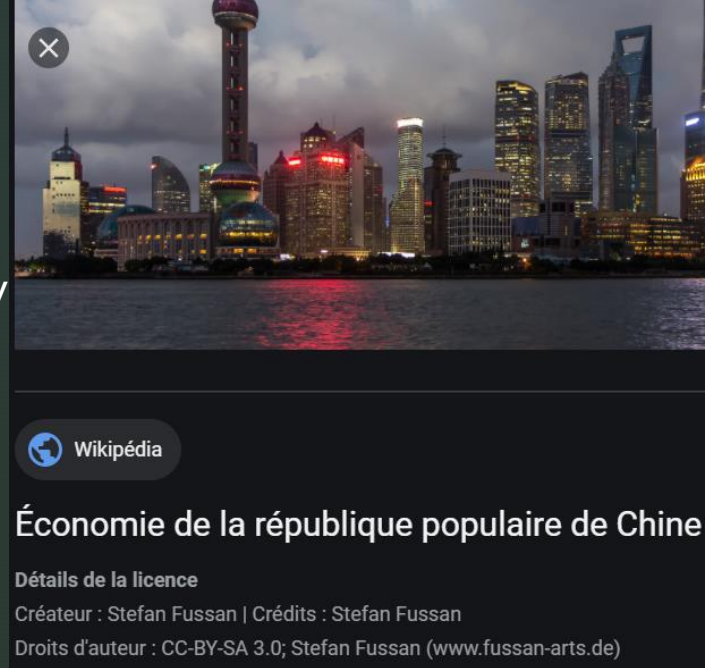 Wikipédia
Économie de la république populaire de Chine
Détails de la licence
Créateur : Stefan Fussan | Crédits : Stefan Fussan
Droits d'auteur : CC-BY-SA 3.0; Stefan Fussan (www.fussan-arts.de)